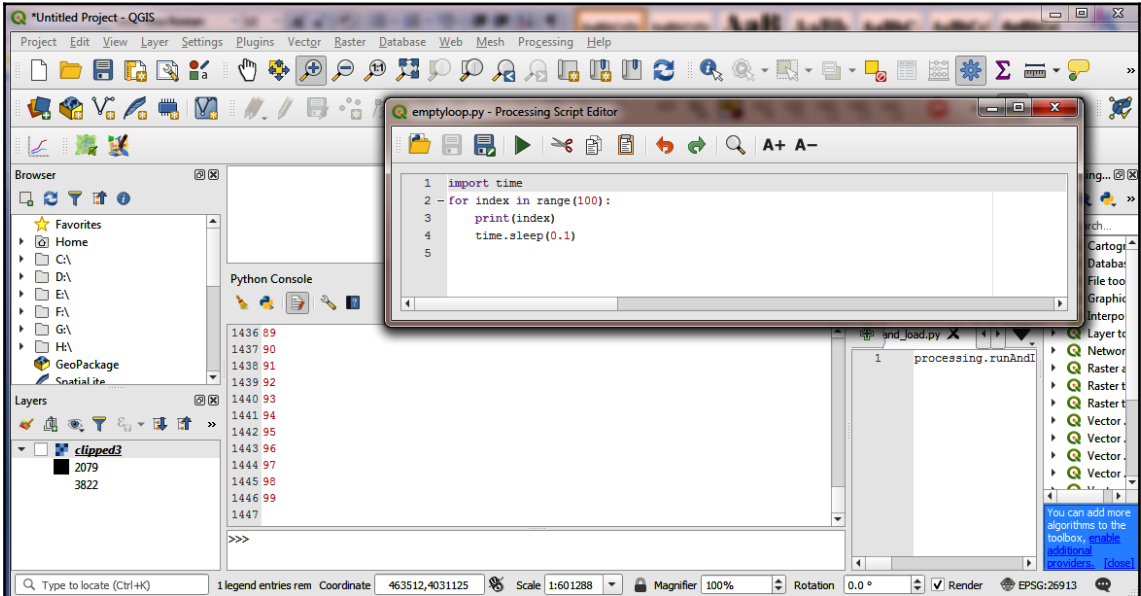 *Untitled Project - QGIS
Project Edit View Layer Settings Plugins Vector Raster Database Web Mesh Processing Help
emptyloop.py - Processing Script Editor
A+ A-
1 import time
2 for index in range(100):
3 print(index)
4 time.sleep(0.1)
5
Browser
Favorites
Home
C:\
D:\
E:\
F:\
G:\
H:\
GeoPackage
SpatiaLite
Layers
clipped3
2079
3822
Python Console
1436 89
1437 90
1438 91
1439 92
1440 93
1441 94
1442 95
1443 96
1444 97
1445 98
1446 99
1447
>>>
and_load.py
1 processing.runAndL
ing...
rch...
Cartogr
Databas
File too
Graphic
Interpo
Layer to
Networ
Raster a
Raster t
Raster t
Vector .
Vector .
Vector .
Vector .
You can add more
algorithms to the
toolbox, enable
additional
providers. [close]
Type to locate (Ctrl+K) 1 legend entries rem Coordinate 463512,4031125 Scale 1:601288 Magnifier 100% Rotation 0.0 ° Render EPSG:26913